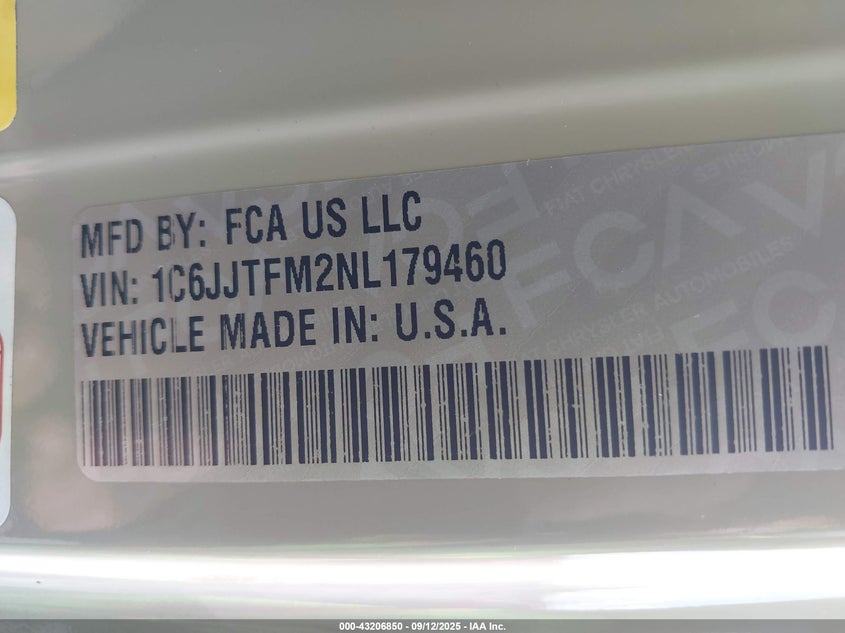 MFD BY: FCA US LLC
VIN: 1C6JJTFM2NL179460
VEHICLE MADE IN: U.S.A.
000-43206850 - 09/12/2025 - IAA Inc.